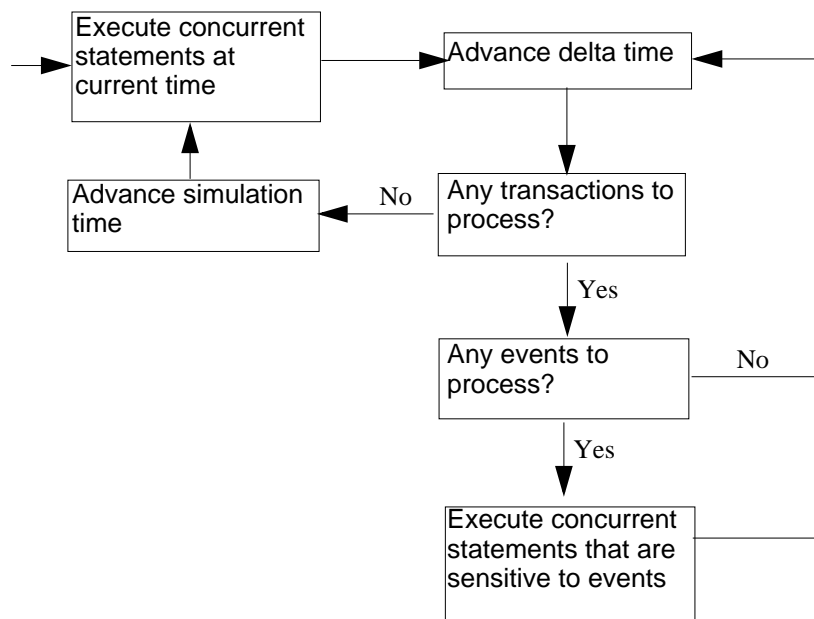 Execute concurrent
statements at
current time
Advance delta time
Advance simulation
time
No
Any transactions to
process?
Yes
Any events to
process?
No
Yes
Execute concurrent
statements that are
sensitive to events